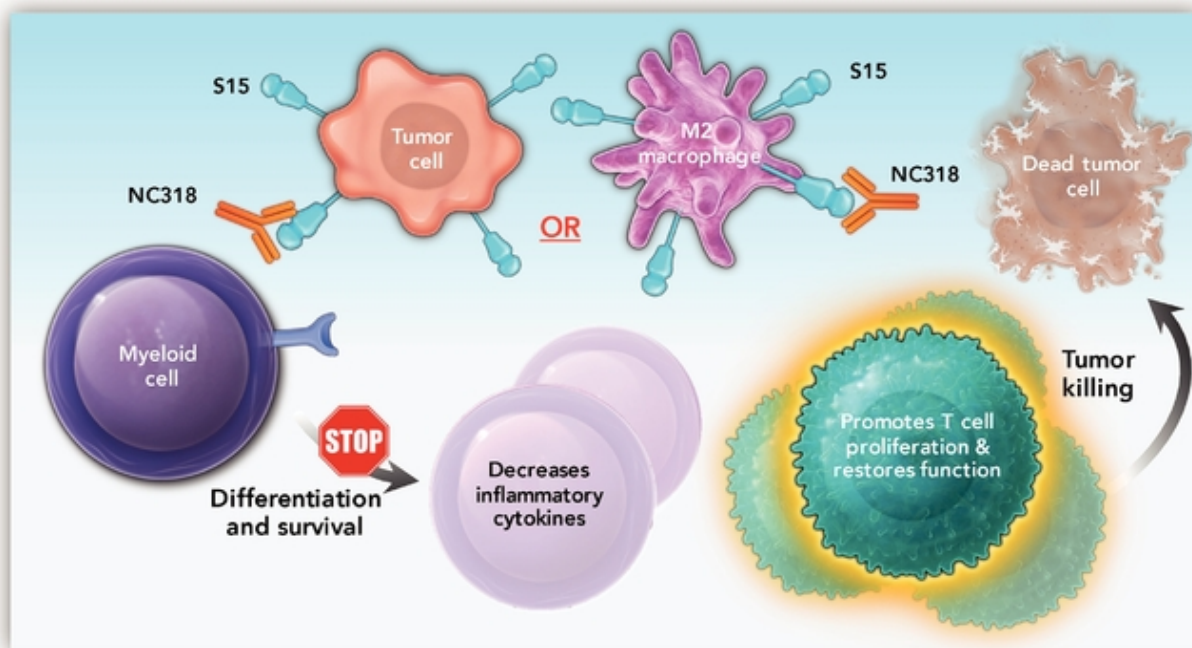 S15
Tumor
cell
NC318
OR
S15
M2
macrophage
NC318
Dead tumor
cell
Myeloid
cell
STOP
Differentiation
and survival
Decreases
inflammatory
cytokines
Promotes T cell
proliferation &
restores function
Tumor
killing